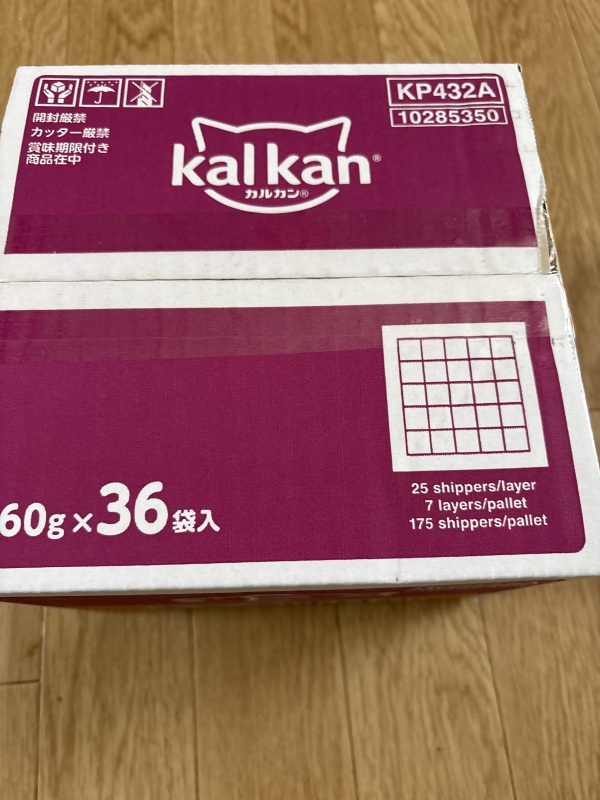 開封厳禁
カッター厳禁
賞味期限付き
商品在中
kal kan®
カルカン®
KP432A
10285350
60g×36袋入
25 shippers/layer
7 layers/pallet
175 shippers/pallet